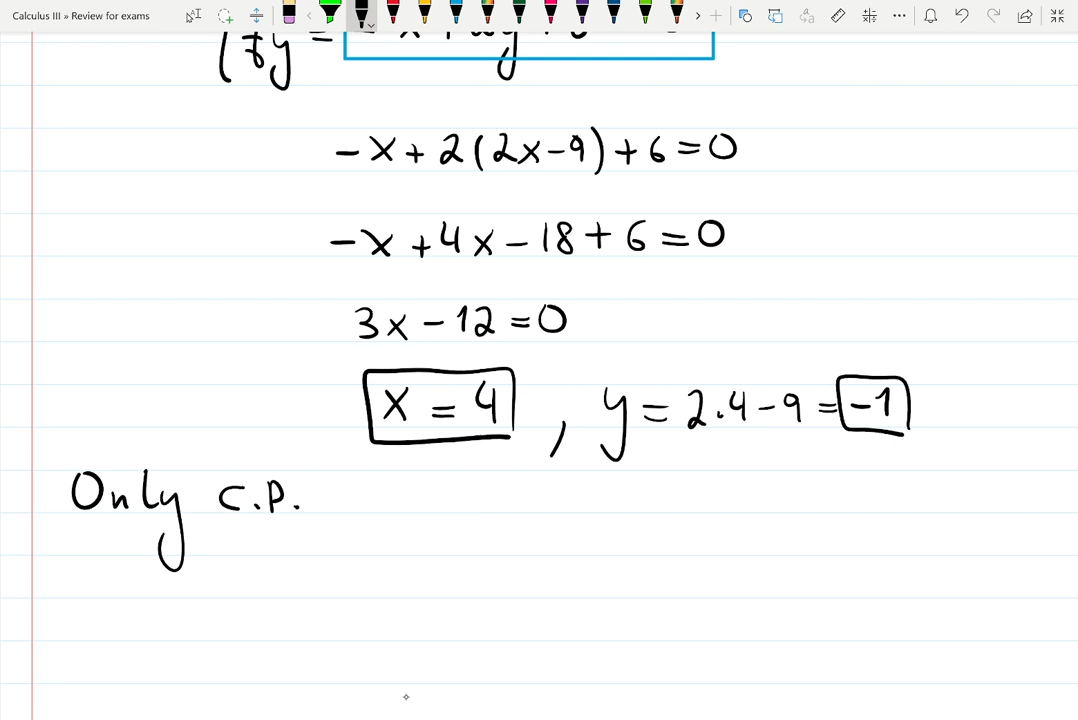 Calculus III » Review for exams
fy =
-x+2(2x-9)+6=0
-x+4x-18+6=0
3x-12=0
x = 4 , y = 2.4-9 = -1
Only c.p.